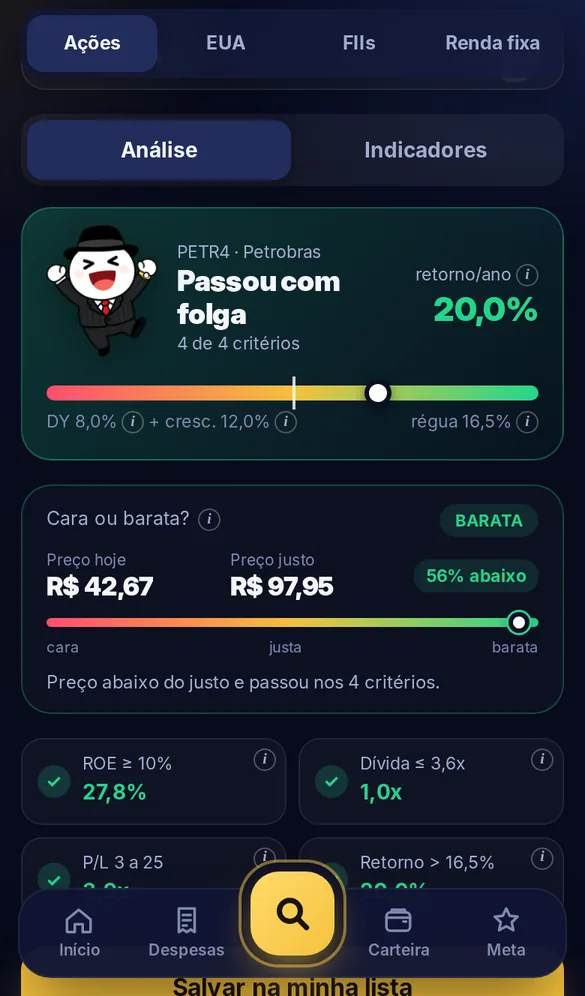 Ações EUA FIIs Renda fixa
Análise Indicadores
PETR4 · Petrobras
Passou com
folga
4 de 4 critérios
retorno/ano i
20,0%
DY 8,0% i + cresc. 12,0% i régua 16,5% i
Cara ou barata? i BARATA
Preço hoje Preço justo
R$ 42,67 R$ 97,95 56% abaixo
cara justa barata
Preço abaixo do justo e passou nos 4 critérios.
ROE ≥ 10% i
27,8%
Dívida ≤ 3,6x i
1,0x
P/L 3 a 25 i
Retorno > 16,5% i
Início Despesas Carteira Meta
Salvar na minha lista